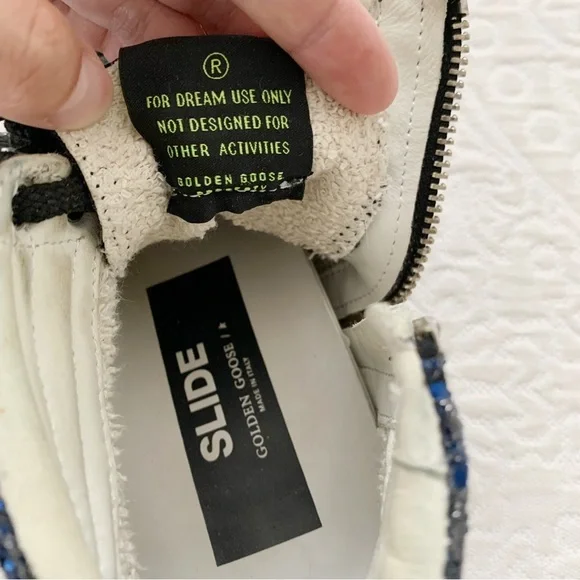 ®
FOR DREAM USE ONLY
NOT DESIGNED FOR
OTHER ACTIVITIES
GOLDEN GOOSE
SLIDE
GOLDEN GOOSE /
MADE IN ITALY